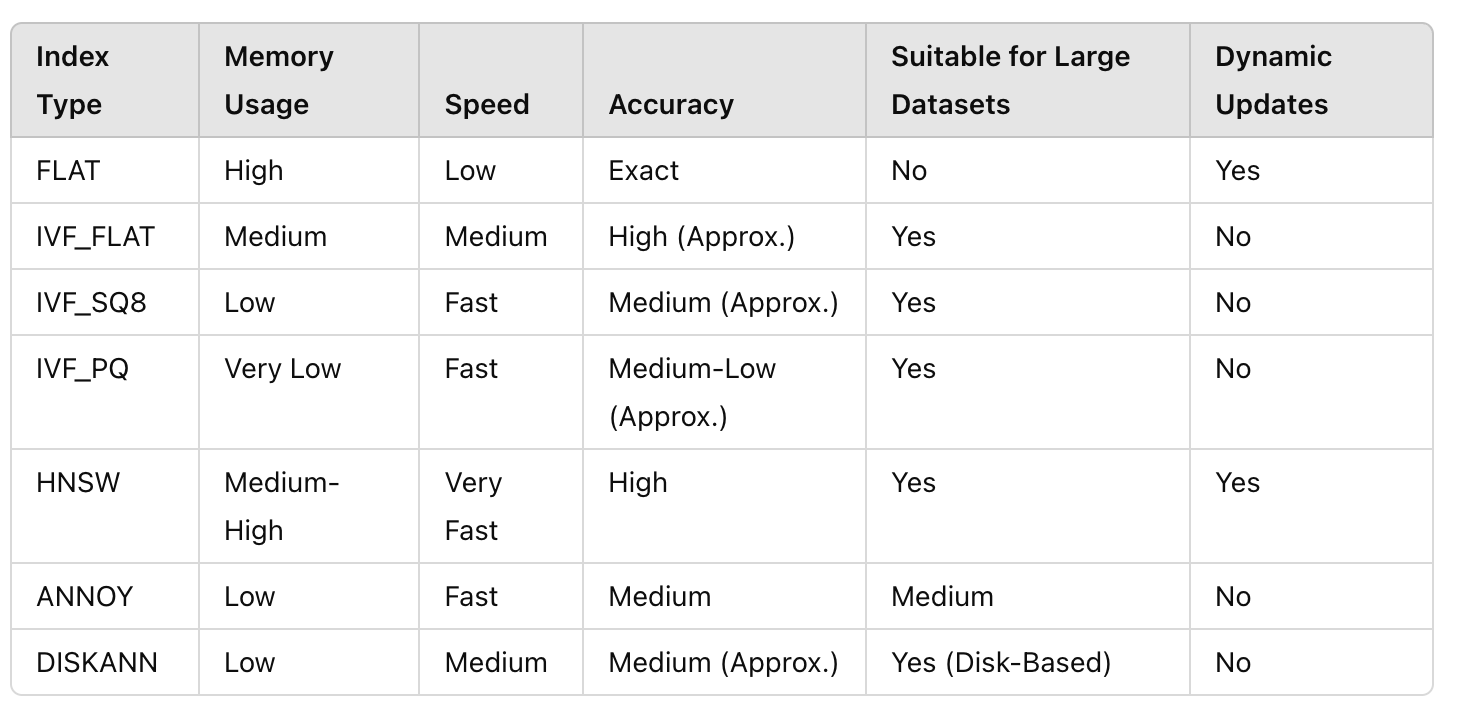 Index Type | Memory Usage | Speed | Accuracy | Suitable for Large Datasets | Dynamic Updates
FLAT | High | Low | Exact | No | Yes
IVF_FLAT | Medium | Medium | High (Approx.) | Yes | No
IVF_SQ8 | Low | Fast | Medium (Approx.) | Yes | No
IVF_PQ | Very Low | Fast | Medium-Low (Approx.) | Yes | No
HNSW | Medium-High | Very Fast | High | Yes | Yes
ANNOY | Low | Fast | Medium | Medium | No
DISKANN | Low | Medium | Medium (Approx.) | Yes (Disk-Based) | No